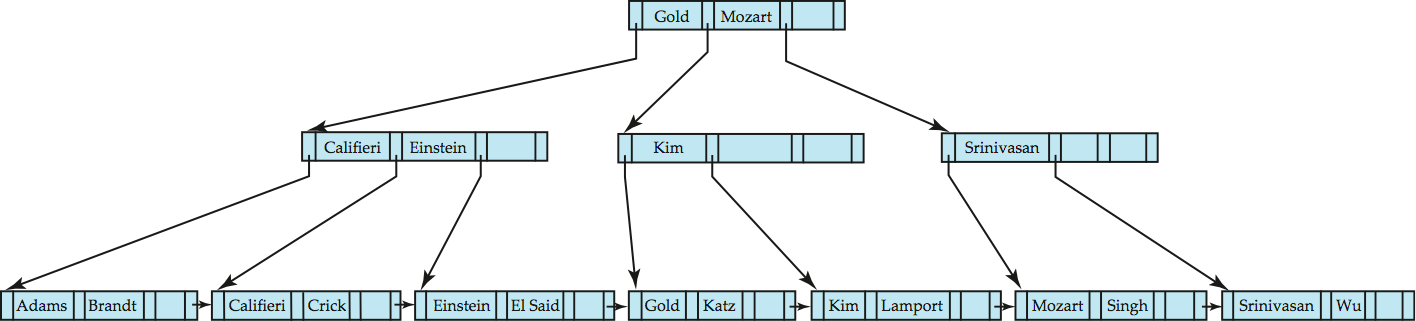 Gold Mozart
Califieri Einstein Kim Srinivasan
Adams Brandt Califieri Crick Einstein El Said Gold Katz Kim Lamport Mozart Singh Srinivasan Wu